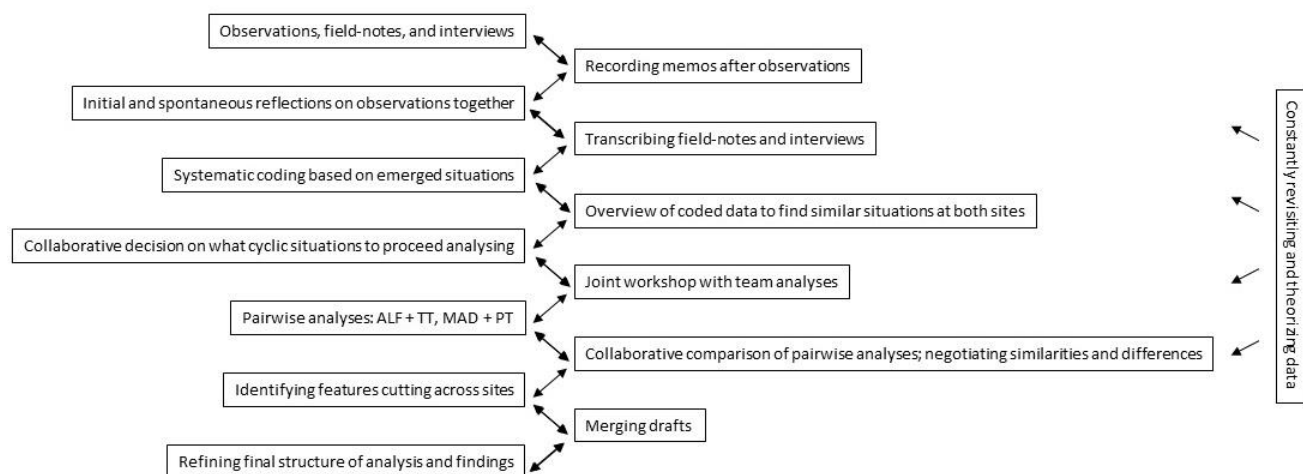 Observations, field-notes, and interviews
Recording memos after observations
Initial and spontaneous reflections on observations together
Transcribing field-notes and interviews
Systematic coding based on emerged situations
Overview of coded data to find similar situations at both sites
Collaborative decision on what cyclic situations to proceed analysing
Joint workshop with team analyses
Pairwise analyses: ALF + TT, MAD + PT
Collaborative comparison of pairwise analyses; negotiating similarities and differences
Identifying features cutting across sites
Merging drafts
Refining final structure of analysis and findings
Constantly revisiting and theorizing data